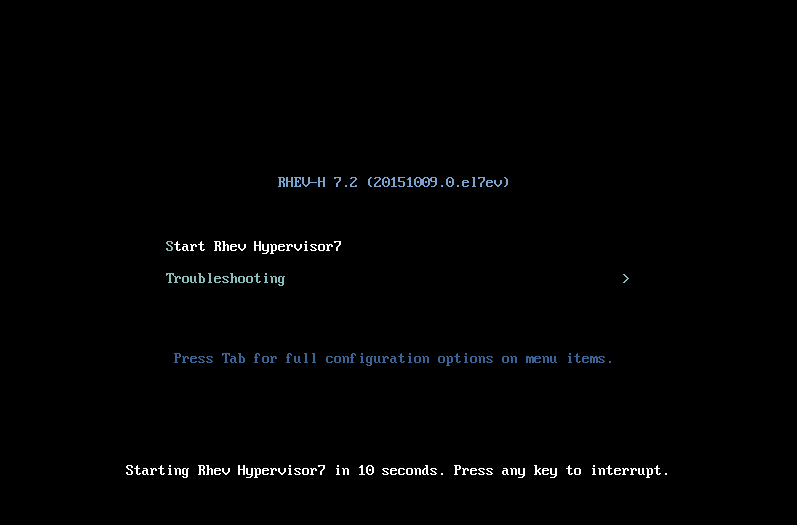 RHEV-H 7.2 (20151009.0.el7ev)
Start Rhev Hypervisor7
Troubleshooting >
Press Tab for full configuration options on menu items.
Starting Rhev Hypervisor7 in 10 seconds. Press any key to interrupt.